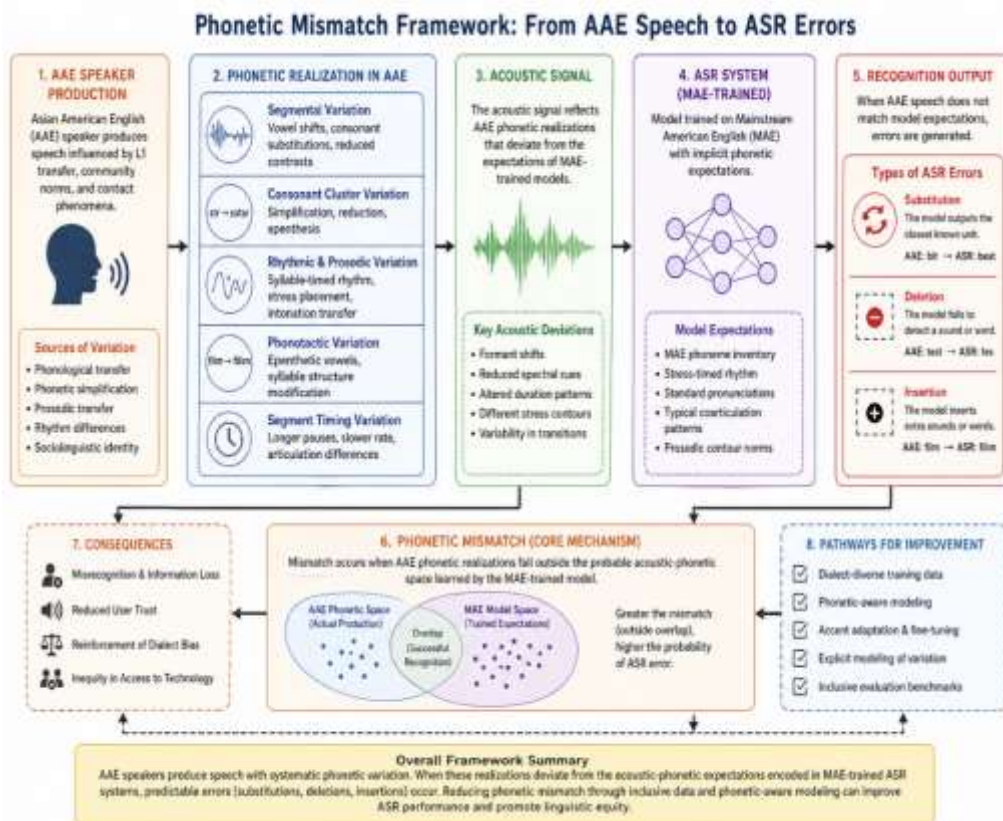 Phonetic Mismatch Framework: From AAE Speech to ASR Errors
1. AAE SPEAKER
PRODUCTION
Asian American English
(AAE) speaker produces
speech influenced by L1
transfer, community
norms, and contact
phenomena.
Sources of Variation
• Phonological transfer
• Phonetic simplification
• Prosodic transfer
• Rhythm differences
• Sociolinguistic identity
2. PHONETIC REALIZATION IN AAE
Segmental Variation
Vowel shifts, consonant
substitutions, reduced
contrasts
Consonant Cluster Variation
Simplification, reduction,
epenthesis
Rhythmic & Prosodic Variation
Syllable-timed rhythm,
stress placement,
intonation transfer
Phonotactic Variation
Epenthetic vowels,
syllable structure
modification
Segment Timing Variation
Longer pauses, slower rate,
articulation differences
3. ACOUSTIC SIGNAL
The acoustic signal reflects
AAE phonetic realizations
that deviate from the
expectations of MAE-
trained models.
Key Acoustic Deviations
• Formant shifts
• Reduced spectral cues
• Altered duration patterns
• Different stress contours
• Variability in transitions
4. ASR SYSTEM
(MAE-TRAINED)
Model trained on Mainstream
American English (MAE)
with implicit phonetic
expectations.
Model Expectations
• MAE phoneme inventory
• Stress-timed rhythm
• Standard pronunciations
• Typical coarticulation
patterns
• Prosodic contour norms
5. RECOGNITION OUTPUT
When AAE speech does not
match model expectations,
errors are generated.
Types of ASR Errors
Substitution
The model outputs the
closest known unit.
AAE: bit → ASR: beat
Deletion
The model fails to
detect a sound or word.
AAE: test → ASR: tes
Insertion
The model inserts
extra sounds or words.
AAE: film → ASR:
7. CONSEQUENCES
Misrecognition & Information Loss
Reduced User Trust
Reinforcement of Dialect Bias
Inequity in Access to Technology
6. PHONETIC MISMATCH (CORE MECHANISM)
Mismatch occurs when AAE phonetic realizations fall outside the probable acoustic-phonetic
space learned by the MAE-trained model.
AAE Phonetic Space
(Actual Production)
Overlap
(Successful
Recognition)
MAE Model Space
(Trained Expectations)
Greater the mismatch
(outside overlap),
higher the probability
of ASR error.
8. PATHWAYS FOR IMPROVEMENT
Dialect-diverse training data
Phonetic-aware modeling
Accent adaptation & fine-tuning
Explicit modeling of variation
Inclusive evaluation benchmarks
Overall Framework Summary
AAE speakers produce speech with systematic phonetic variation. When these realizations deviate from the acoustic-phonetic expectations encoded in MAE-trained ASR
systems, predictable errors (substitutions, deletions, insertions) occur. Reducing phonetic mismatch through inclusive data and phonetic-aware modeling can improve
ASR performance and promote linguistic equity.